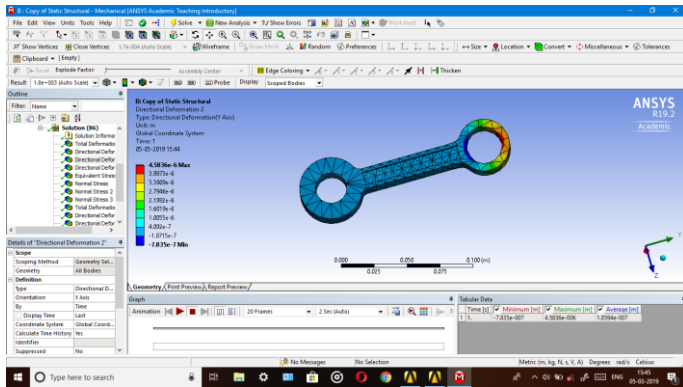 B : Copy of Static Structural - Mechanical [ANSYS Academic Teaching Introductory]
File Edit View Units Tools Help Solve New Analysis ?/ Show Errors Worksheet
Show Vertices Close Vertices 1.7e-004 (Auto Scale) Wireframe Show Mesh Random Preferences Size Location Convert Miscellaneous Tolerances
Clipboard [Empty]
Reset Explode Factor: Assembly Center Edge Coloring Thicken
Result 1.8e+003 (Auto Scale) Probe Display Scoped Bodies
Outline
Filter: Name
Solution (B6)
Solution Informa
Total Deformatio
Directional Defor
Directional Defor
Directional Defor
Equivalent Stress
Normal Stress
Normal Stress 2
Normal Stress 3
Total Deformatio
Directional Defor
Directional Defor
B: Copy of Static Structural
Directional Deformation 2
Type: Directional Deformation(Y Axis)
Unit: m
Global Coordinate System
Time: 1
05-03-2019 15:44
4.5836e-6 Max
3.9873e-6
3.3909e-6
2.7946e-6
2.1982e-6
1.6019e-6
1.0055e-6
4.092e-7
-1.8715e-7
-7.835e-7 Min
ANSYS
R19.2
Academic
0.000 0.050 0.100 (m)
0.025 0.075
Y
Z
Geometry Print Preview Report Preview
Details of "Directional Deformation 2"
Scope
Scoping Method Geometry Sel...
Geometry All Bodies
Definition
Type Directional D...
Orientation Y Axis
By Time
Display Time Last
Coordinate System Global Coord...
Calculate Time History Yes
Identifier
Suppressed No
Graph
Animation 20 Frames 2 Sec (Auto)
Tabular Data
Time [s] Minimum [m] Maximum [m] Average [m]
1 1. -7.835e-007 4.5836e-006 1.8594e-007
No Messages No Selection Metric (m, kg, N, s, V, A) Degrees rad/s Celsius
Type here to search
ENG
15:45
05-03-2019